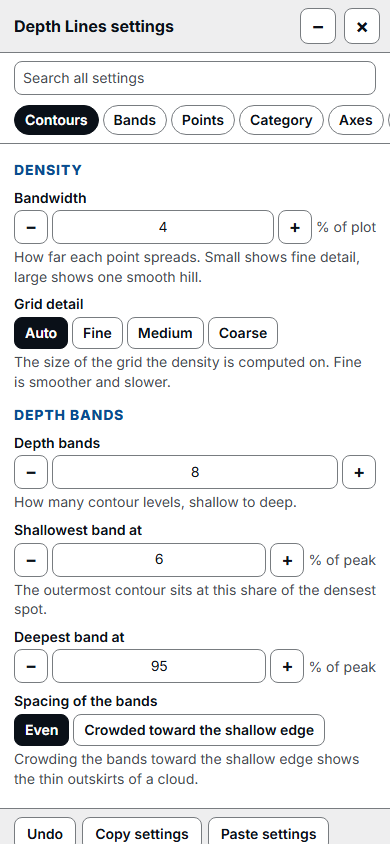 Depth Lines settings
− ×
Search all settings
Contours Bands Points Category Axes
DENSITY
Bandwidth
− 4 + % of plot
How far each point spreads. Small shows fine detail,
large shows one smooth hill.
Grid detail
Auto Fine Medium Coarse
The size of the grid the density is computed on. Fine
is smoother and slower.
DEPTH BANDS
Depth bands
− 8 +
How many contour levels, shallow to deep.
Shallowest band at
− 6 + % of peak
The outermost contour sits at this share of the densest
spot.
Deepest band at
− 95 + % of peak
Spacing of the bands
Even Crowded toward the shallow edge
Crowding the bands toward the shallow edge shows
the thin outskirts of a cloud.
Undo Copy settings Paste settings